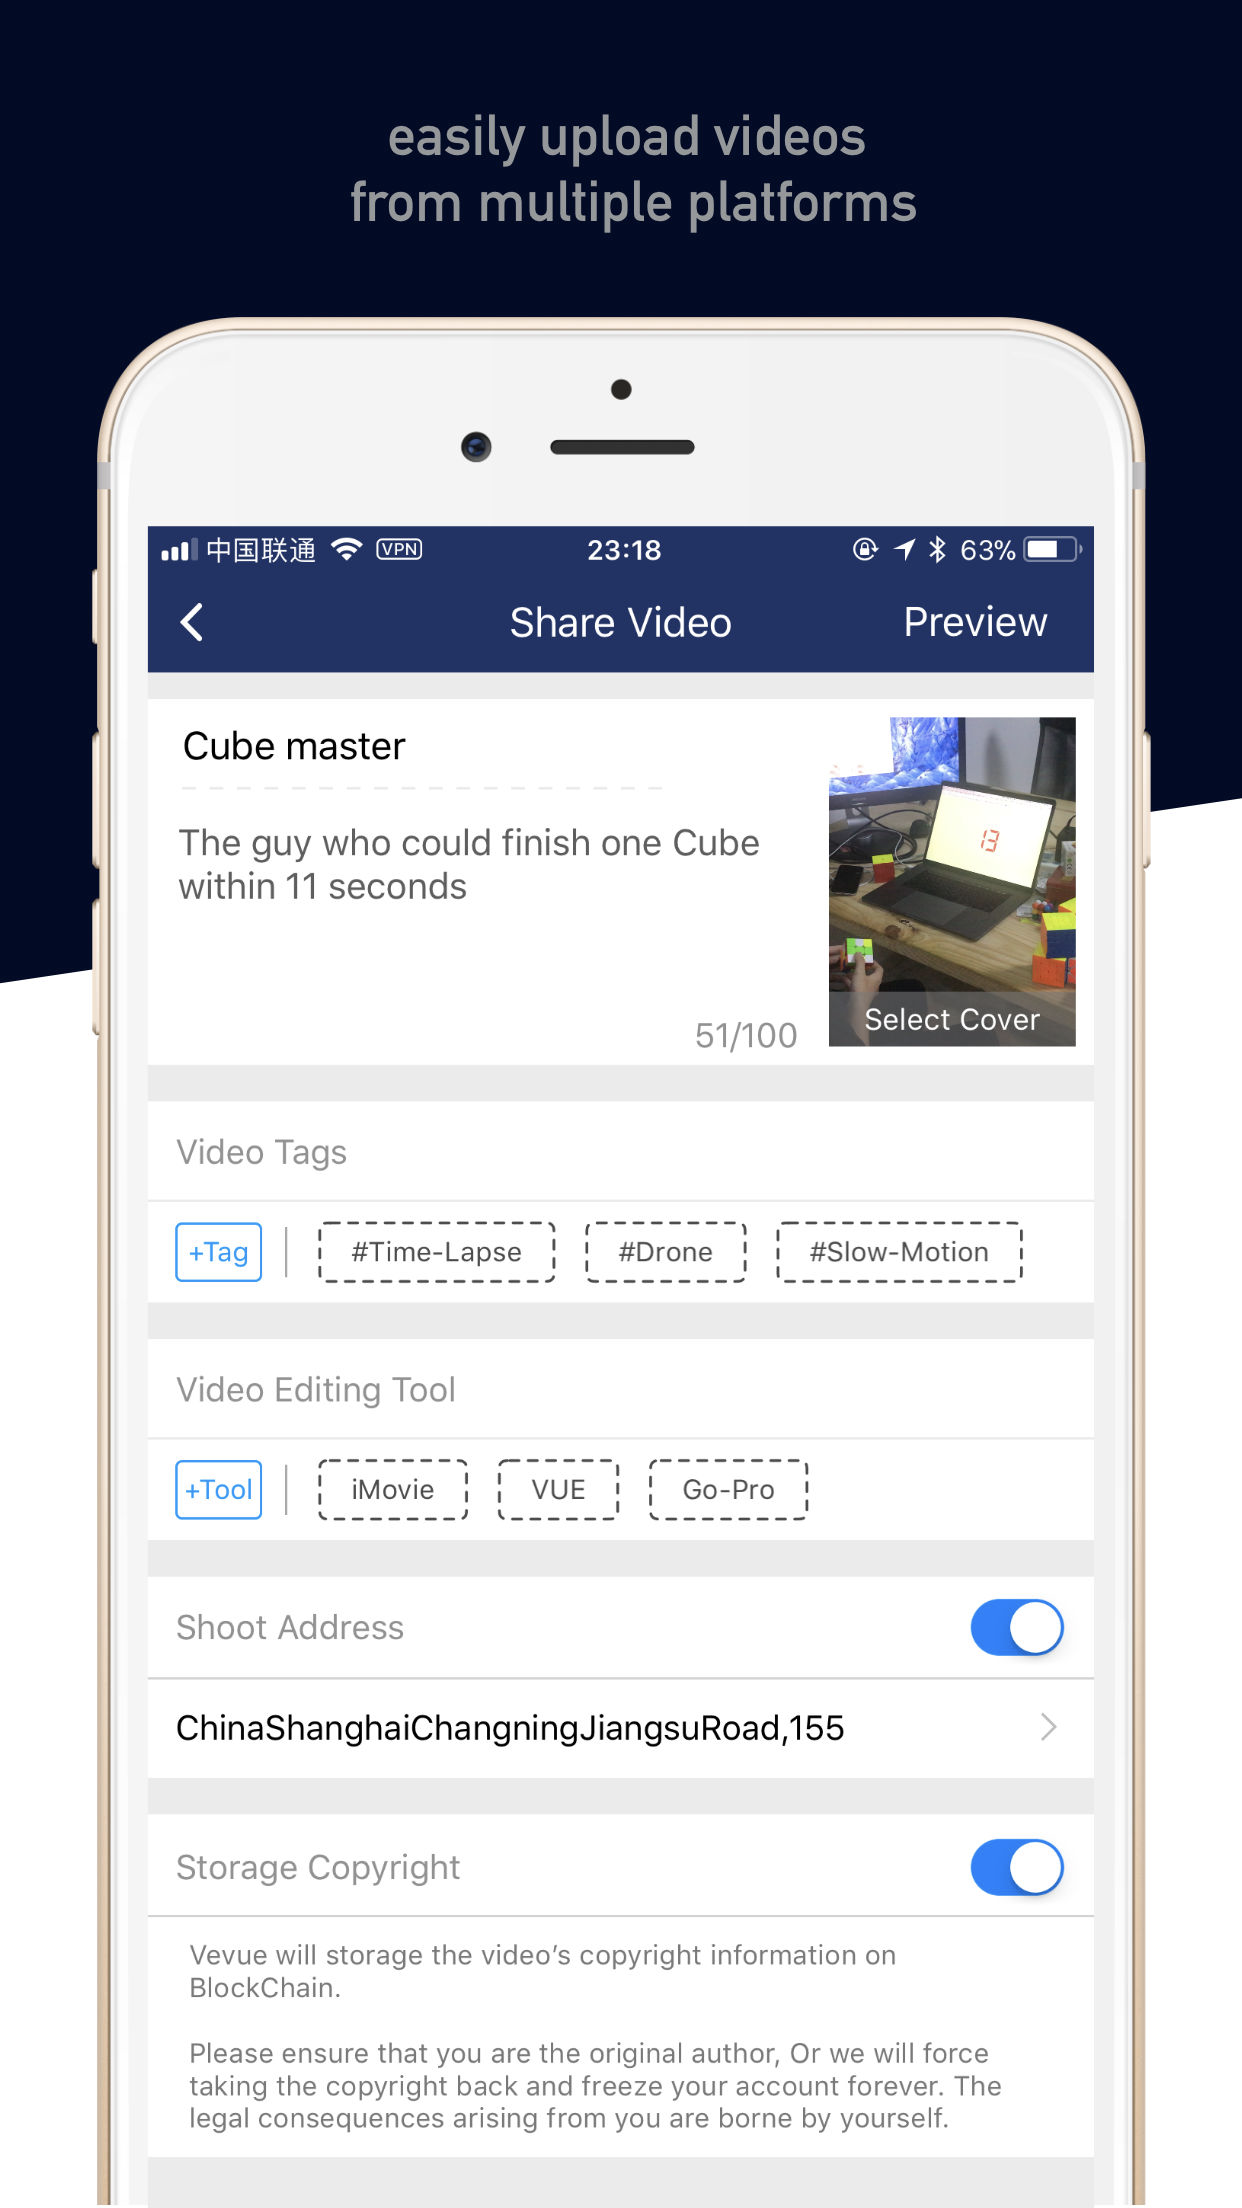 easily upload videos
from multiple platforms
中国联通 VPN 23:18 63%
Share Video Preview
Cube master
The guy who could finish one Cube
within 11 seconds
13
51/100
Select Cover
Video Tags
+Tag #Time-Lapse #Drone #Slow-Motion
Video Editing Tool
+Tool iMovie VUE Go-Pro
Shoot Address
ChinaShanghaiChangningJiangsuRoad,155
Storage Copyright
Vevue will storage the video’s copyright information on
BlockChain.
Please ensure that you are the original author, Or we will force
taking the copyright back and freeze your account forever. The
legal consequences arising from you are borne by yourself.